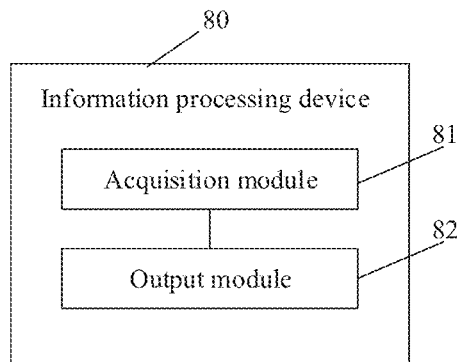 80
Information processing device
81
Acquisition module
82
Output module